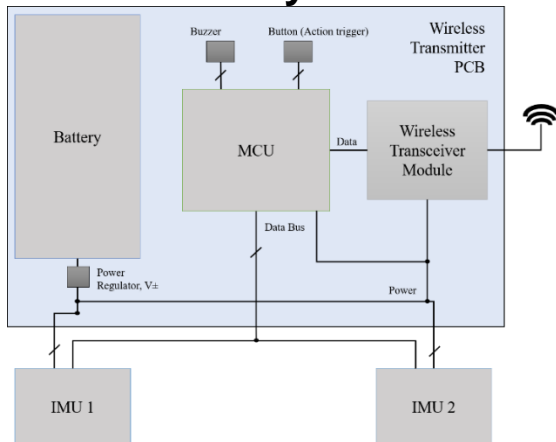 Buzzer
Button (Action trigger)
Wireless
Transmitter
PCB
Battery
MCU
Data
Wireless
Transceiver
Module
Data Bus
Power
Regulator, V±
Power
IMU 1
IMU 2